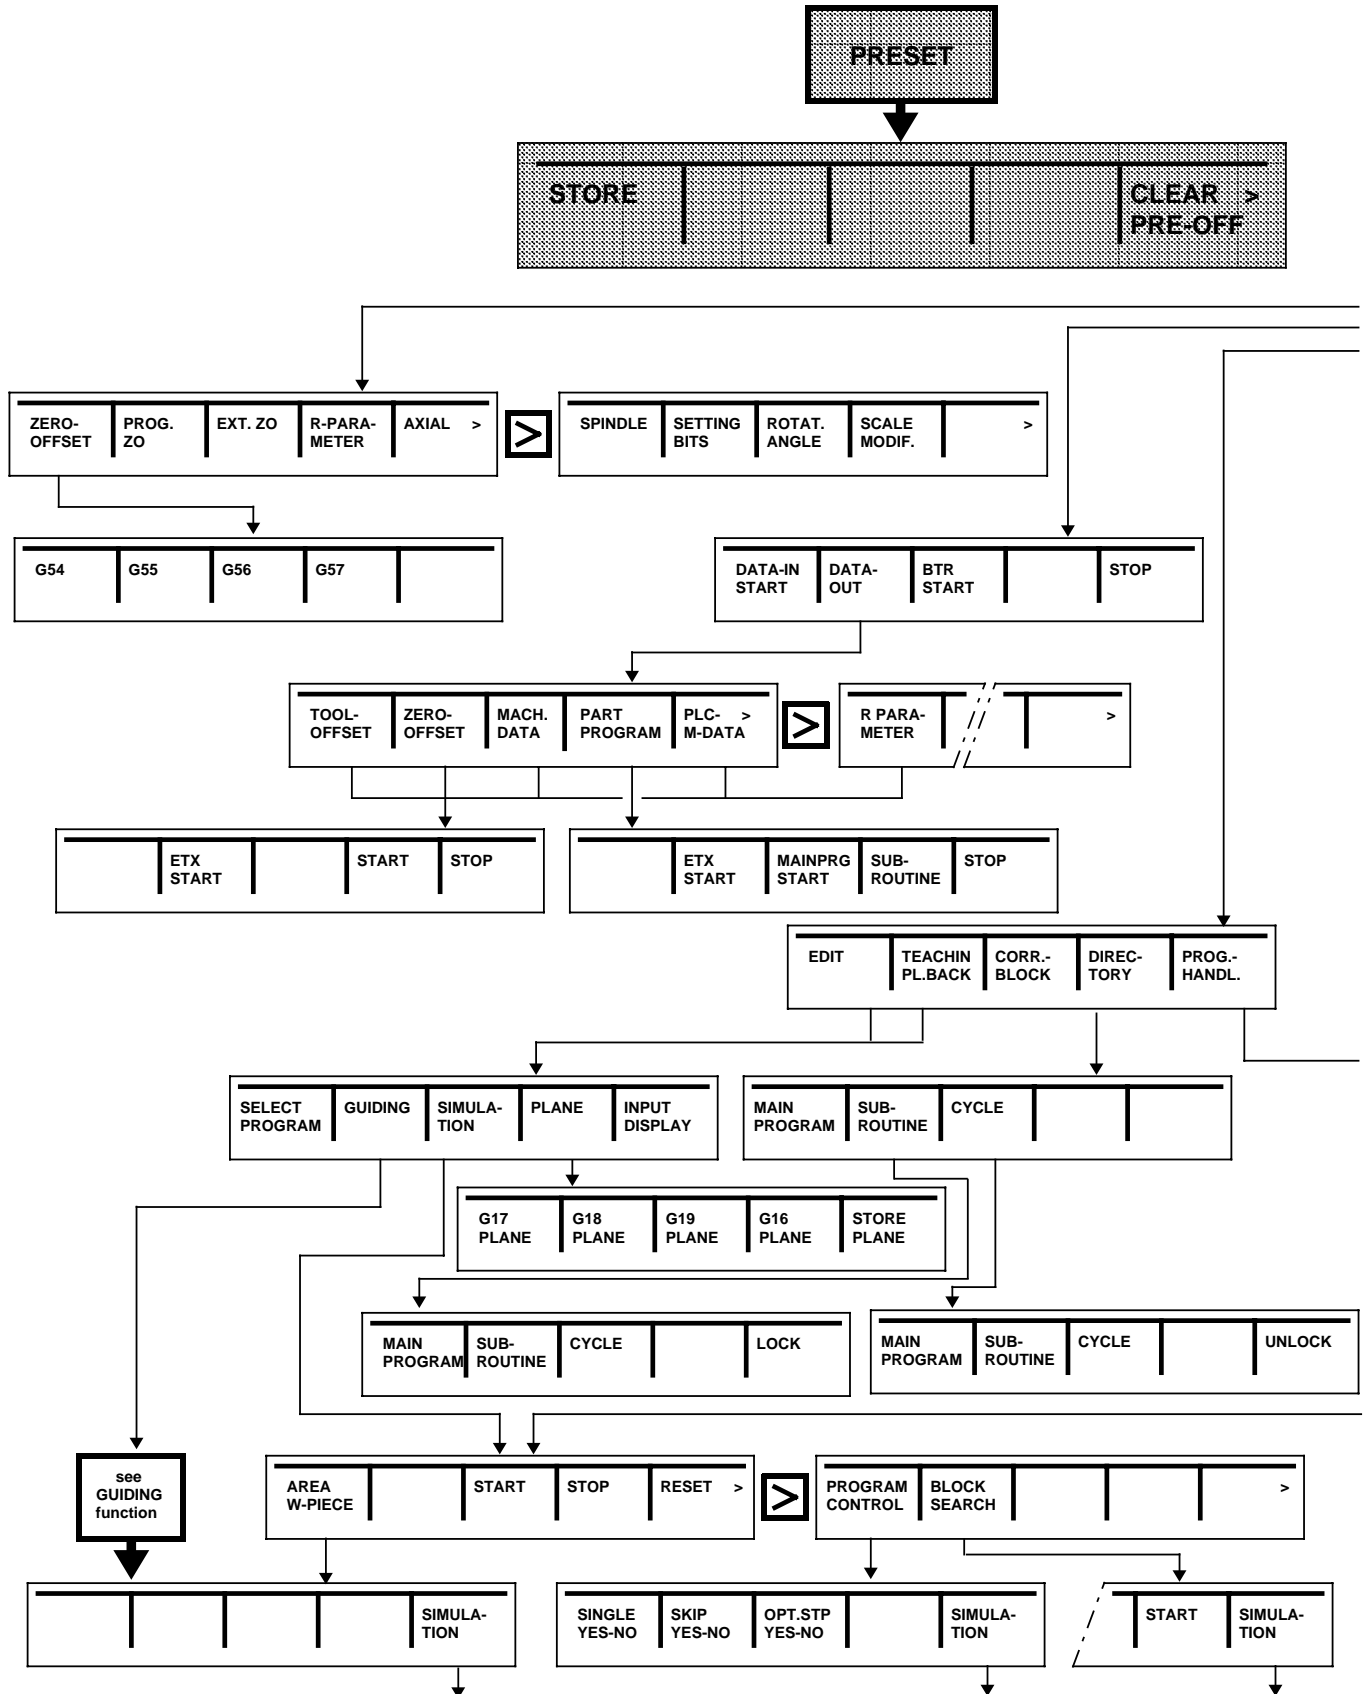 PRESET
STORE
CLEAR >
PRE-OFF
ZERO-
OFFSET
PROG.
ZO
EXT. ZO
R-PARA-
METER
AXIAL >
>
SPINDLE
SETTING
BITS
ROTAT.
ANGLE
SCALE
MODIF.
>
G54
G55
G56
G57
DATA-IN
START
DATA-
OUT
BTR
START
STOP
TOOL-
OFFSET
ZERO-
OFFSET
MACH.
DATA
PART
PROGRAM
PLC- >
M-DATA
>
R PARA-
METER
>
ETX
START
START
STOP
ETX
START
MAINPRG
START
SUB-
ROUTINE
STOP
EDIT
TEACHIN
PL.BACK
CORR.-
BLOCK
DIREC-
TORY
PROG.-
HANDL.
SELECT
PROGRAM
GUIDING
SIMULA-
TION
PLANE
INPUT
DISPLAY
MAIN
PROGRAM
SUB-
ROUTINE
CYCLE
G17
PLANE
G18
PLANE
G19
PLANE
G16
PLANE
STORE
PLANE
MAIN
PROGRAM
SUB-
ROUTINE
CYCLE
LOCK
MAIN
PROGRAM
SUB-
ROUTINE
CYCLE
UNLOCK
see
GUIDING
function
AREA
W-PIECE
START
STOP
RESET >
>
PROGRAM
CONTROL
BLOCK
SEARCH
>
SIMULA-
TION
SINGLE
YES-NO
SKIP
YES-NO
OPT.STP
YES-NO
SIMULA-
TION
START
SIMULA-
TION